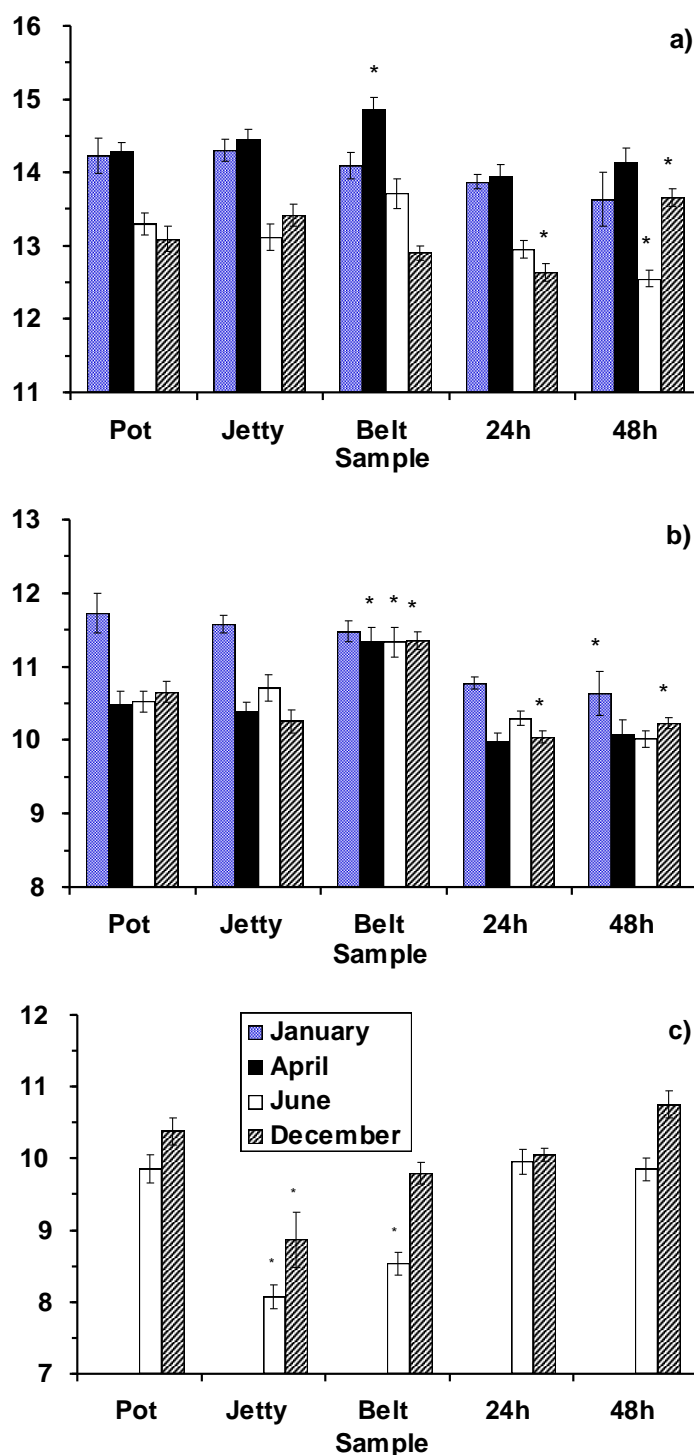 16
a)
*
15
14
*
*
13
*
12
11
Pot Jetty Belt 24h 48h
Sample
13
b)
12
* * *
*
11
*
*
10
9
8
Pot Jetty Belt 24h 48h
Sample
12
c)
January
April
June
December
11
10
9
*
*
*
8
7
Pot Jetty Belt 24h 48h
Sample